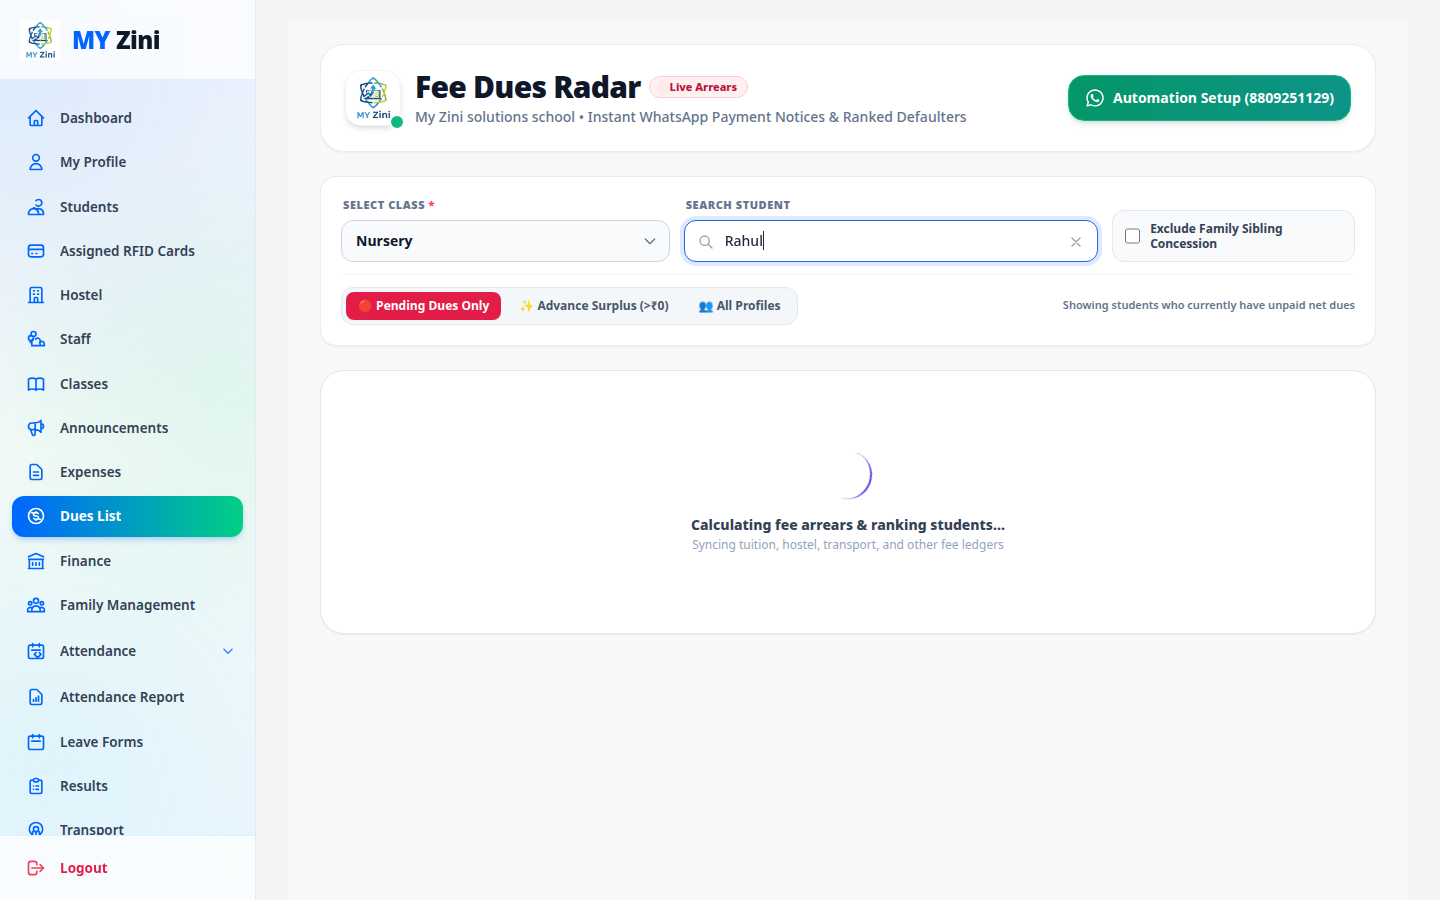 MY Zini
MY Zini
Dashboard
My Profile
Students
Assigned RFID Cards
Hostel
Staff
Classes
Announcements
Expenses
Dues List
Finance
Family Management
Attendance
Attendance Report
Leave Forms
Results
Transport
Logout
MY Zini
Fee Dues Radar
Live Arrears
My Zini solutions school • Instant WhatsApp Payment Notices & Ranked Defaulters
Automation Setup (8809251129)
SELECT CLASS *
Nursery
SEARCH STUDENT
Rahul
Exclude Family Sibling
Concession
🔴 Pending Dues Only
✨ Advance Surplus (>₹0)
👥 All Profiles
Showing students who currently have unpaid net dues
Calculating fee arrears & ranking students...
Syncing tuition, hostel, transport, and other fee ledgers